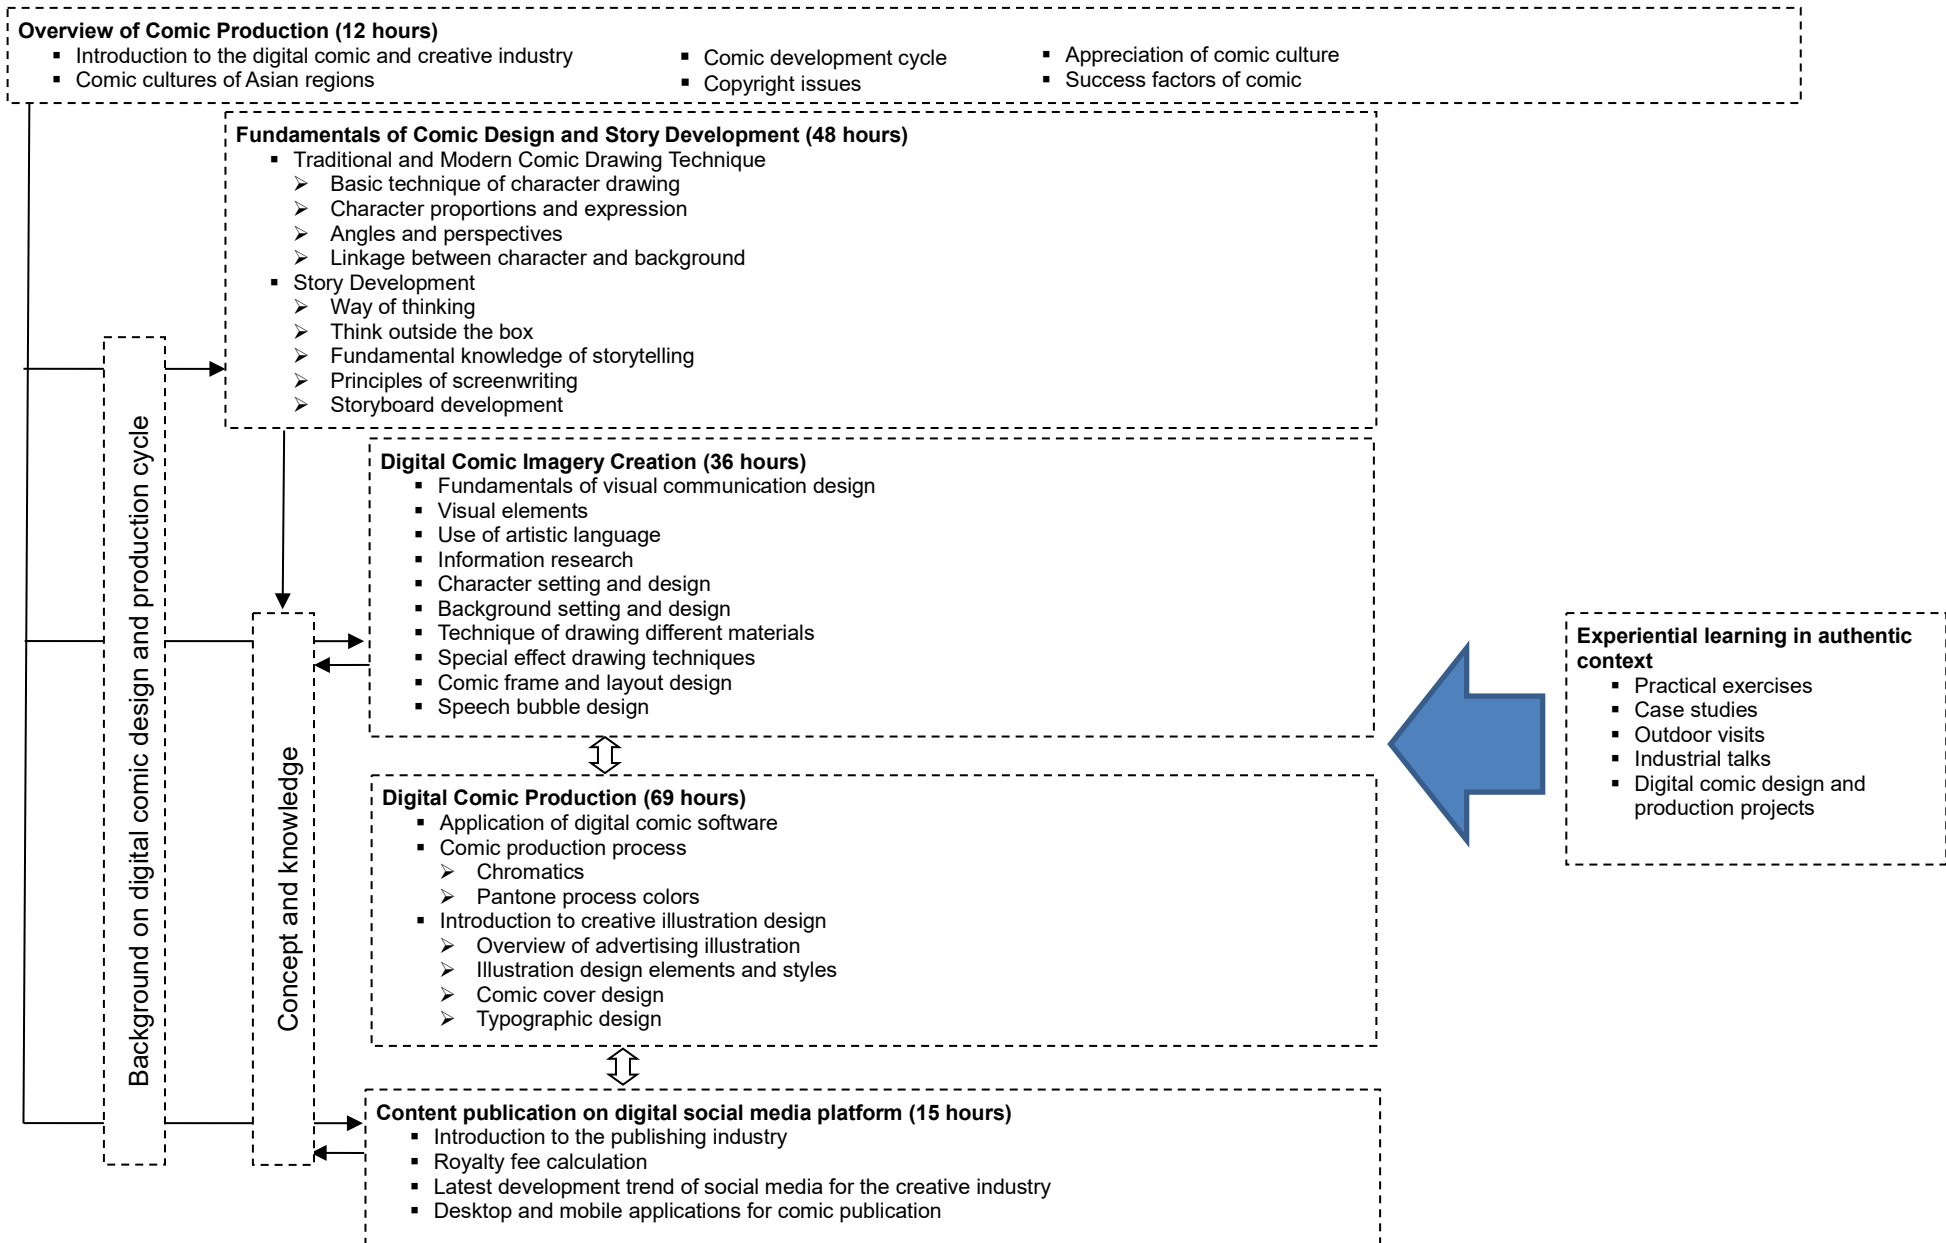 Overview of Comic Production (12 hours)
▪ Introduction to the digital comic and creative industry
▪ Comic cultures of Asian regions
▪ Comic development cycle
▪ Copyright issues
▪ Appreciation of comic culture
▪ Success factors of comic
Fundamentals of Comic Design and Story Development (48 hours)
▪ Traditional and Modern Comic Drawing Technique
➢ Basic technique of character drawing
➢ Character proportions and expression
➢ Angles and perspectives
➢ Linkage between character and background
▪ Story Development
➢ Way of thinking
➢ Think outside the box
➢ Fundamental knowledge of storytelling
➢ Principles of screenwriting
➢ Storyboard development
Background on digital comic design and production cycle
Concept and knowledge
Digital Comic Imagery Creation (36 hours)
▪ Fundamentals of visual communication design
▪ Visual elements
▪ Use of artistic language
▪ Information research
▪ Character setting and design
▪ Background setting and design
▪ Technique of drawing different materials
▪ Special effect drawing techniques
▪ Comic frame and layout design
▪ Speech bubble design
Digital Comic Production (69 hours)
▪ Application of digital comic software
▪ Comic production process
➢ Chromatics
➢ Pantone process colors
▪ Introduction to creative illustration design
➢ Overview of advertising illustration
➢ Illustration design elements and styles
➢ Comic cover design
➢ Typographic design
Content publication on digital social media platform (15 hours)
▪ Introduction to the publishing industry
▪ Royalty fee calculation
▪ Latest development trend of social media for the creative industry
▪ Desktop and mobile applications for comic publication
Experiential learning in authentic
context
▪ Practical exercises
▪ Case studies
▪ Outdoor visits
▪ Industrial talks
▪ Digital comic design and
production projects